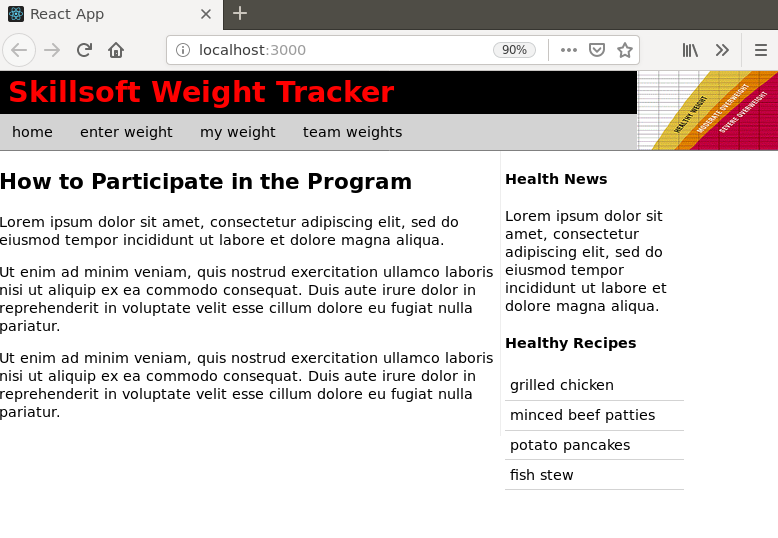 React App
localhost:3000
90%
Skillsoft Weight Tracker
home enter weight my weight team weights
HEALTHY WEIGHT
MODERATE OVERWEIGHT
SEVERE OVERWEIGHT
How to Participate in the Program
Lorem ipsum dolor sit amet, consectetur adipiscing elit, sed do
eiusmod tempor incididunt ut labore et dolore magna aliqua.
Ut enim ad minim veniam, quis nostrud exercitation ullamco laboris
nisi ut aliquip ex ea commodo consequat. Duis aute irure dolor in
reprehenderit in voluptate velit esse cillum dolore eu fugiat nulla
pariatur.
Ut enim ad minim veniam, quis nostrud exercitation ullamco laboris
nisi ut aliquip ex ea commodo consequat. Duis aute irure dolor in
reprehenderit in voluptate velit esse cillum dolore eu fugiat nulla
pariatur.
Health News
Lorem ipsum dolor sit
amet, consectetur
adipiscing elit, sed do
eiusmod tempor
incididunt ut labore et
dolore magna aliqua.
Healthy Recipes
grilled chicken
minced beef patties
potato pancakes
fish stew